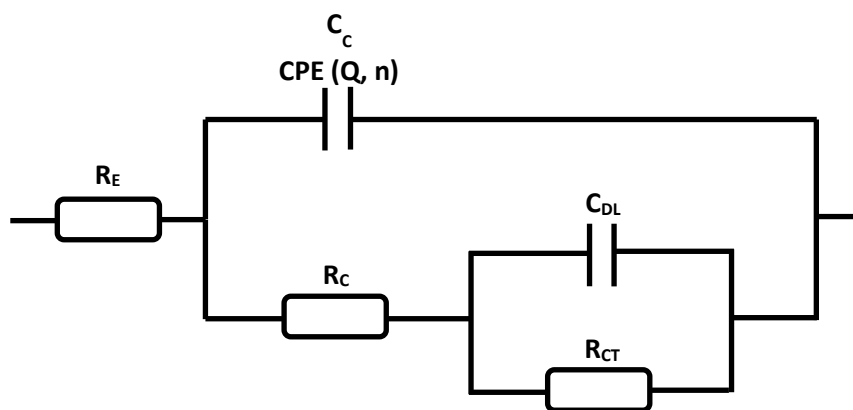 C_C
CPE (Q, n)
R_E
C_DL
R_C
R_CT